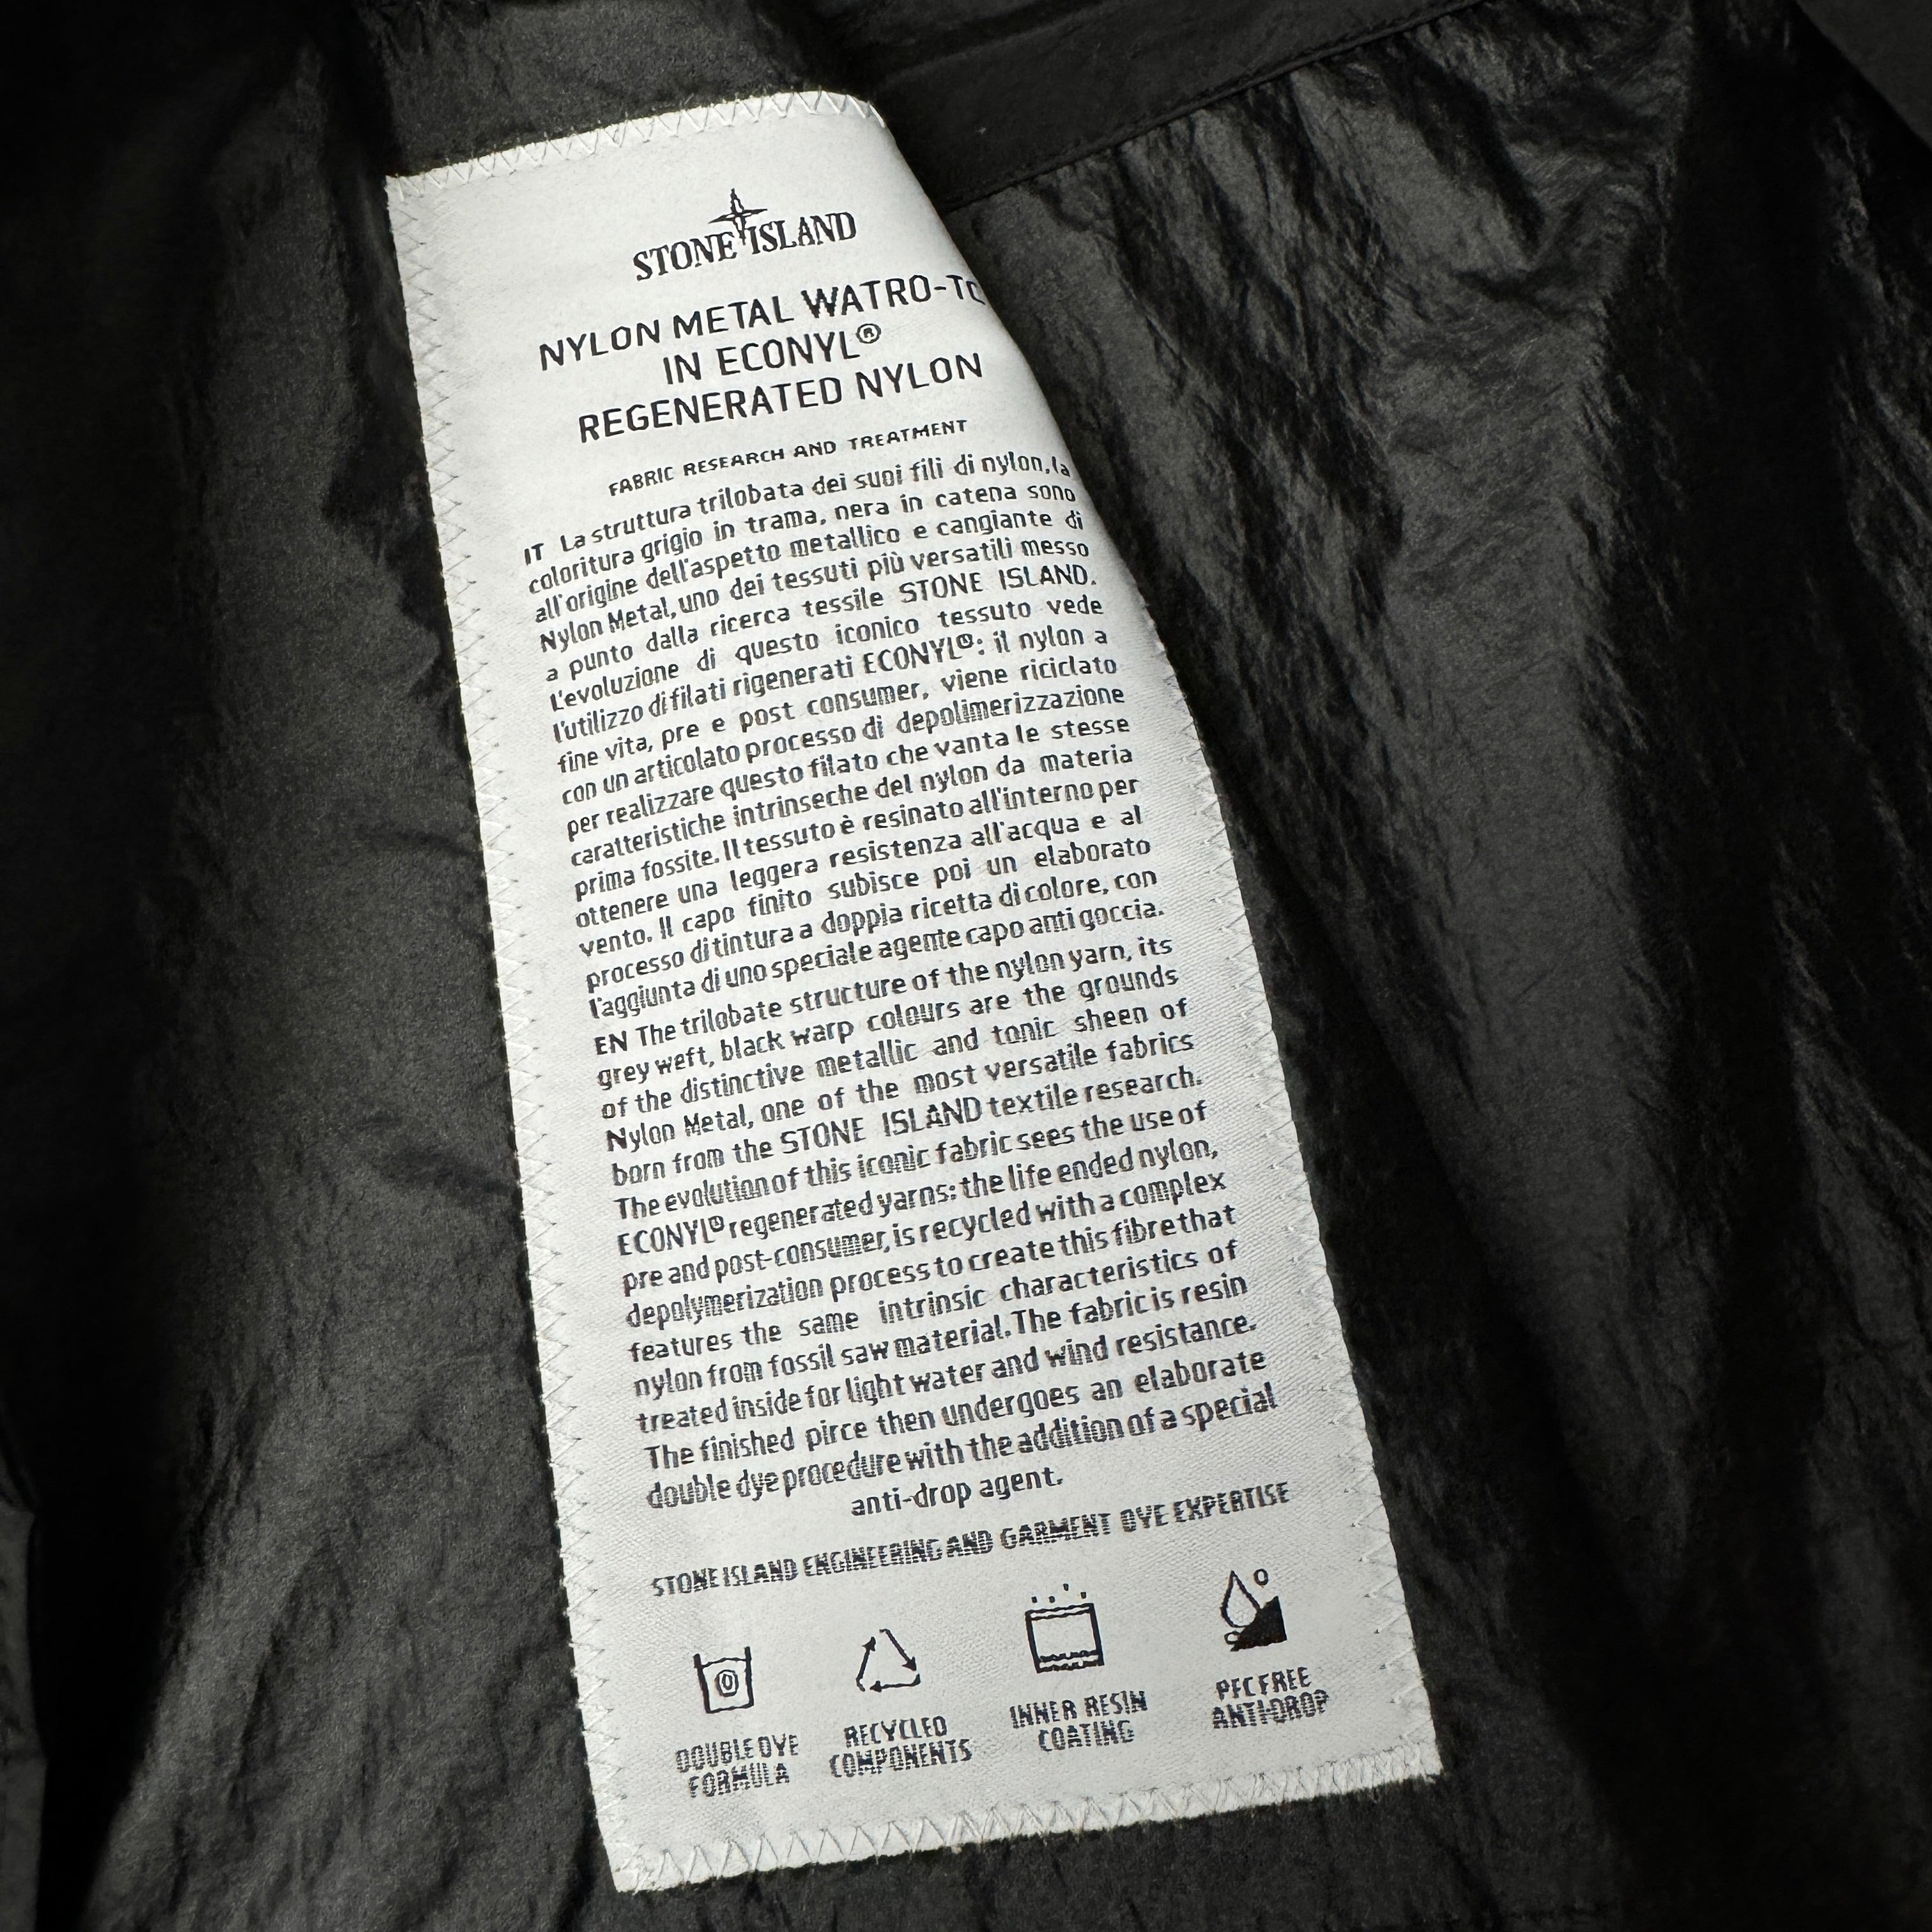 STONE ISLAND
NYLON METAL WATRO-TC
IN ECONYL®
REGENERATED NYLON
FABRIC RESEARCH AND TREATMENT
IT La struttura trilobata dei suoi fili di nylon, la
coloritura grigio in trama, nera in catena sono
all'origine dell'aspetto metallico e cangiante di
Nylon Metal, uno dei tessuti più versatili messo
a punto dalla ricerca tessile STONE ISLAND.
L'evoluzione di questo iconico tessuto vede
l'utilizzo di filati rigenerati ECONYL®: il nylon a
fine vita, pre e post consumer, viene riciclato
con un articolato processo di depolimerizzazione
per realizzare questo filato che vanta le stesse
caratteristiche intrinseche del nylon da materia
prima fossite. Il tessuto è resinato all'interno per
ottenere una leggera resistenza all'acqua e al
vento. Il capo finito subisce poi un elaborato
processo di tintura a doppia ricetta di colore, con
l'aggiunta di uno speciale agente capo anti goccia.
EN The trilobate structure of the nylon yarn, its
grey weft, black warp colours are the grounds
of the distinctive metallic and tonic sheen of
Nylon Metal, one of the most versatile fabrics
born from the STONE ISLAND textile research.
The evolution of this iconic fabric sees the use of
ECONYL® regenerated yarns: the life ended nylon,
pre and post-consumer, is recycled with a complex
depolymerization process to create this fibre that
features the same intrinsic characteristics of
nylon from fossil saw material. The fabric is resin
treated inside for light water and wind resistance.
The finished pirce then undergoes an elaborate
double dye procedure with the addition of a special
anti-drop agent.
STONE ISLAND ENGINEERING AND GARMENT DYE EXPERTISE
DOUBLE DYE
FORMULA
RECYCLED
COMPONENTS
INNER RESIN
COATING
PFC FREE
ANTI-DROP